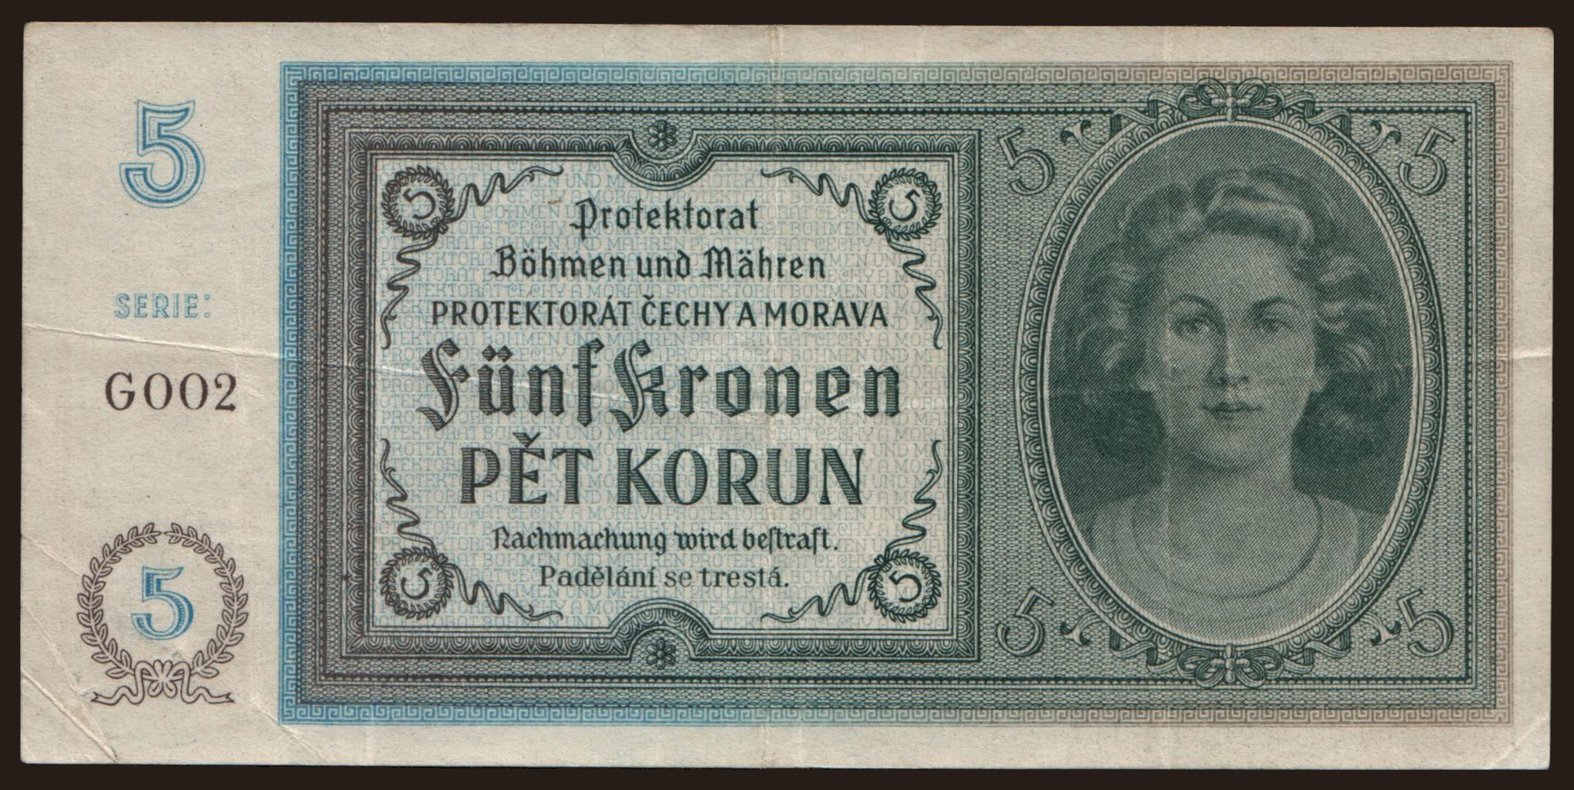 5
SERIE:
G002
5
5
5
Protektorat
Böhmen und Mähren
PROTEKTORÁT ČECHY A MORAVA
Fünf Kronen
PĚT KORUN
Nachmachung wird bestraft.
Padělání se trestá.
5
5
5
5
5
5